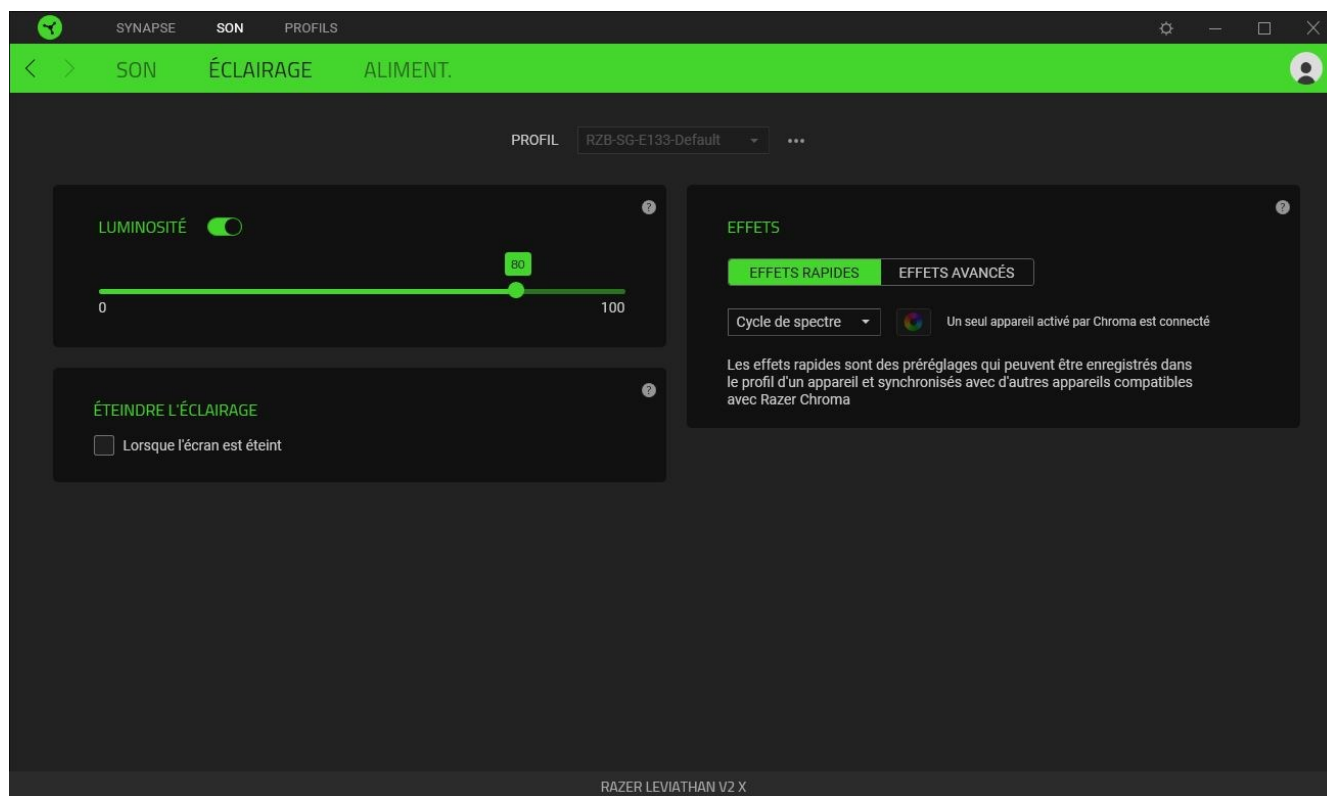 SYNAPSE SON PROFILS
SON ÉCLAIRAGE ALIMENT.
PROFIL RZB-SG-E133-Default
LUMINOSITÉ
80
0 100
ÉTEINDRE L'ÉCLAIRAGE
Lorsque l'écran est éteint
EFFETS
EFFETS RAPIDES EFFETS AVANCÉS
Cycle de spectre Un seul appareil activé par Chroma est connecté
Les effets rapides sont des préréglages qui peuvent être enregistrés dans
le profil d'un appareil et synchronisés avec d'autres appareils compatibles
avec Razer Chroma
RAZER LEVIATHAN V2 X